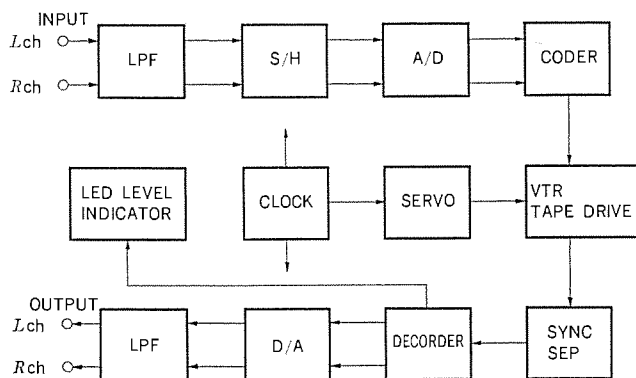 INPUT
Lch
Rch
LPF
S/H
A/D
CODER
LED LEVEL
INDICATOR
CLOCK
SERVO
VTR
TAPE DRIVE
OUTPUT
Lch
Rch
LPF
D/A
DECORDER
SYNC
SEP